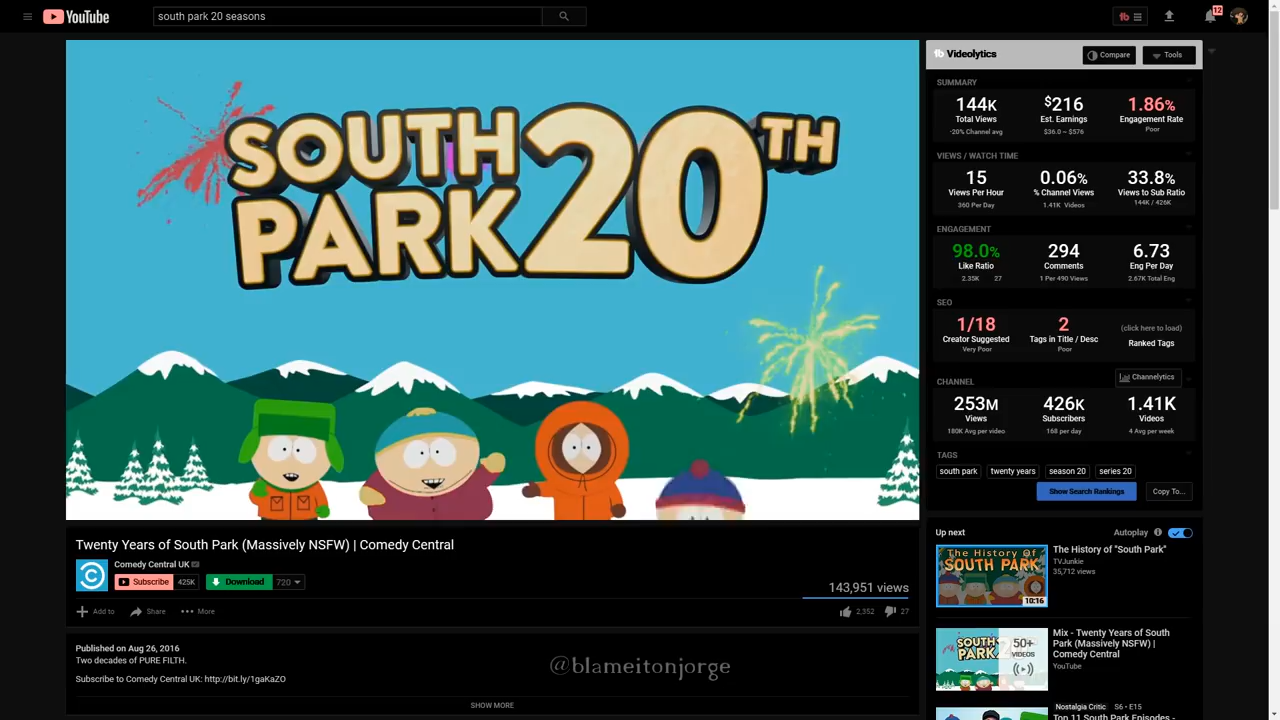 YouTube
south park 20 seasons
12
SOUTH
PARK
20TH
Twenty Years of South Park (Massively NSFW) | Comedy Central
Comedy Central UK
Subscribe 425K
Download 720
143,951 views
Add to Share More
2,352 27
Published on Aug 26, 2016
Two decades of PURE FILTH.
Subscribe to Comedy Central UK: http://bit.ly/1gaKaZO
@blameitonjorge
SHOW MORE
Videolytics
Compare Tools
SUMMARY
144K $216 1.86%
Total Views Est. Earnings Engagement Rate
-20% Channel avg $36.0 ~ $576 Poor
VIEWS / WATCH TIME
15 0.06% 33.8%
Views Per Hour % Channel Views Views to Sub Ratio
360 Per Day 1.41K Videos 144K / 426K
ENGAGEMENT
98.0% 294 6.73
Like Ratio Comments Eng Per Day
2.35K 27 1 Per 490 Views 2.67K Total Eng
SEO
1/18 2 (click here to load)
Creator Suggested Tags in Title / Desc Ranked Tags
Very Poor Poor
CHANNEL Channelytics
253M 426K 1.41K
Views Subscribers Videos
180K Avg per video 168 per day 4 Avg per week
TAGS
south park twenty years season 20 series 20
Show Search Rankings Copy To...
Up next Autoplay
The History Of
SOUTH PARK
10:16
The History of "South Park"
TVJunkie
35,712 views
SOUTH
PARK
50+
VIDEOS
Mix - Twenty Years of South
Park (Massively NSFW) |
Comedy Central
YouTube
Nostalgia Critic S6 • E15
Top 11 South Park Episodes -